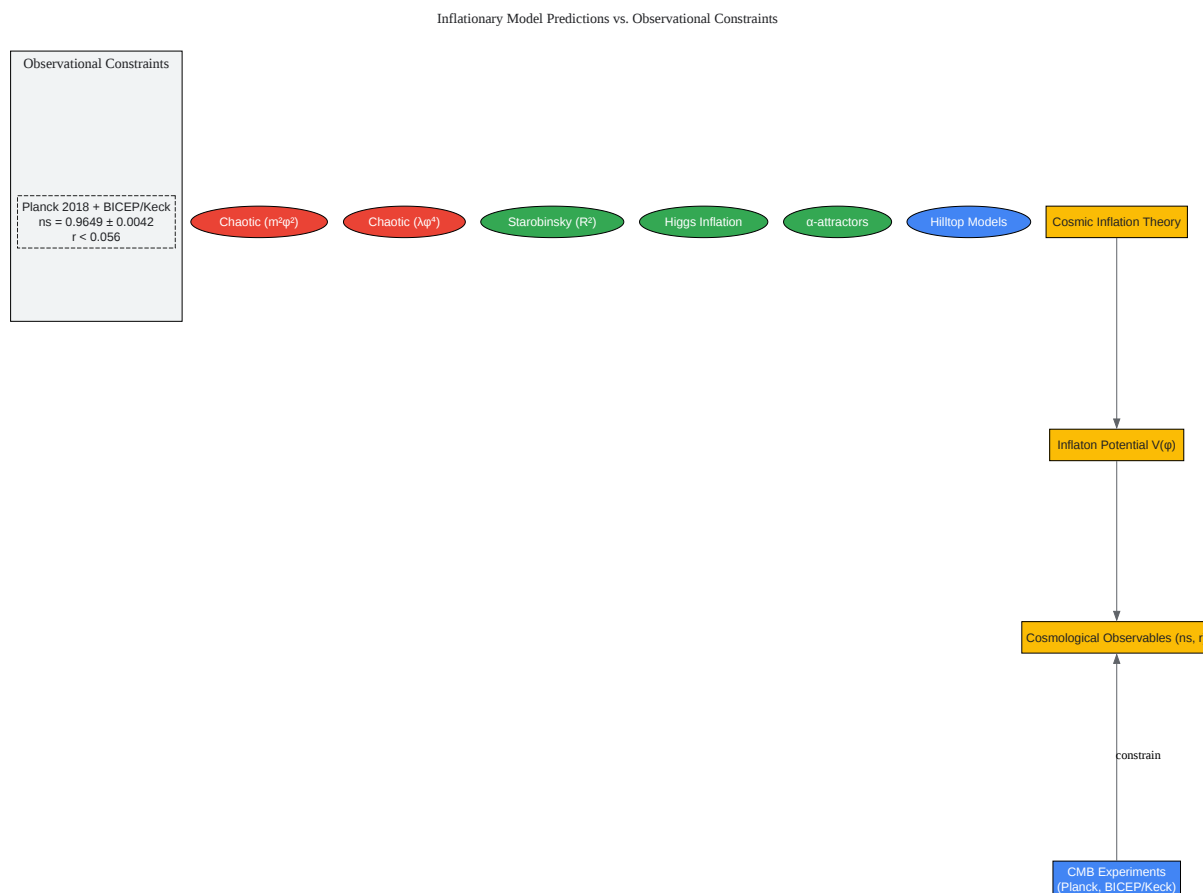 Inflationary Model Predictions vs. Observational Constraints
Observational Constraints
Planck 2018 + BICEP/Keck
ns = 0.9649 ± 0.0042
r < 0.056
Chaotic (m²φ²)
Chaotic (λφ⁴)
Starobinsky (R²)
Higgs Inflation
α-attractors
Hilltop Models
Cosmic Inflation Theory
Inflaton Potential V(φ)
Cosmological Observables (ns, r
constrain
CMB Experiments
(Planck, BICEP/Keck)